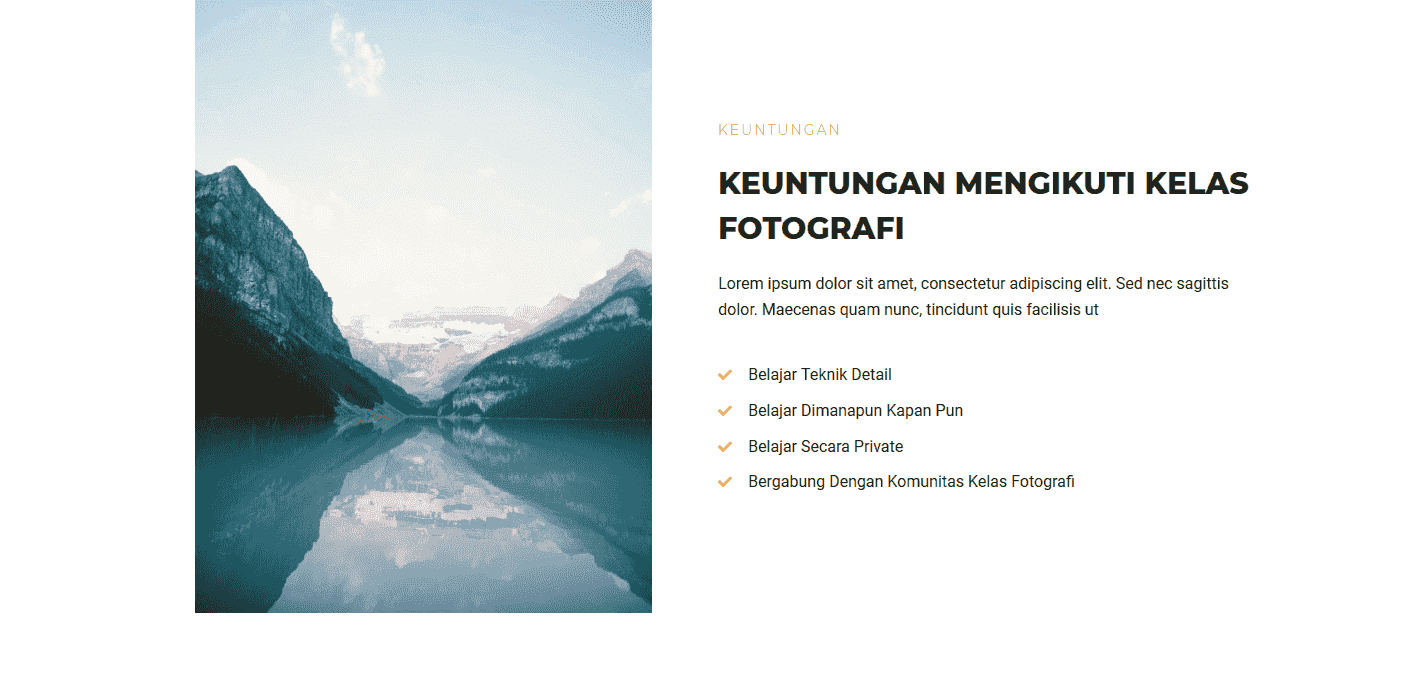 KEUNTUNGAN
KEUNTUNGAN MENGIKUTI KELAS
FOTOGRAFI
Lorem ipsum dolor sit amet, consectetur adipiscing elit. Sed nec sagittis
dolor. Maecenas quam nunc, tincidunt quis facilisis ut
Belajar Teknik Detail
Belajar Dimanapun Kapan Pun
Belajar Secara Private
Bergabung Dengan Komunitas Kelas Fotografi